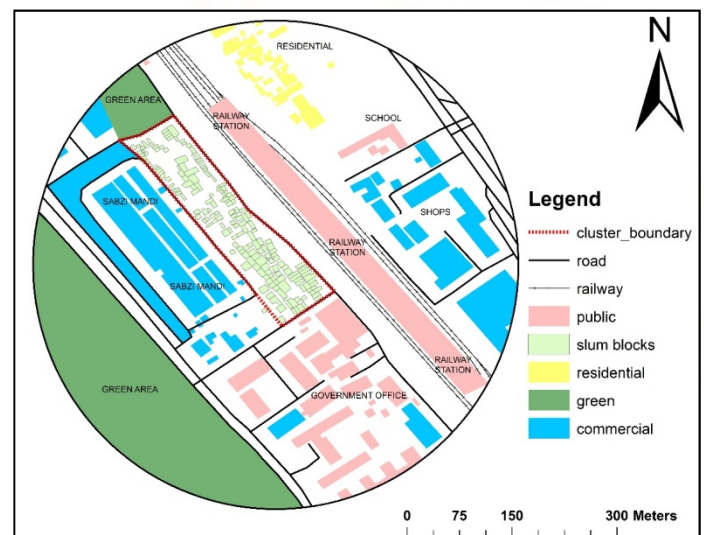 N
RESIDENTIAL
GREEN AREA
RAILWAY
STATION
SCHOOL
SABZI MANDI
SHOPS
RAILWAY
STATION
SABZI MANDI
RAILWAY
STATION
GREEN AREA
GOVERNMENT OFFICE
Legend
cluster_boundary
road
railway
public
slum blocks
residential
green
commercial
0 75 150 300 Meters